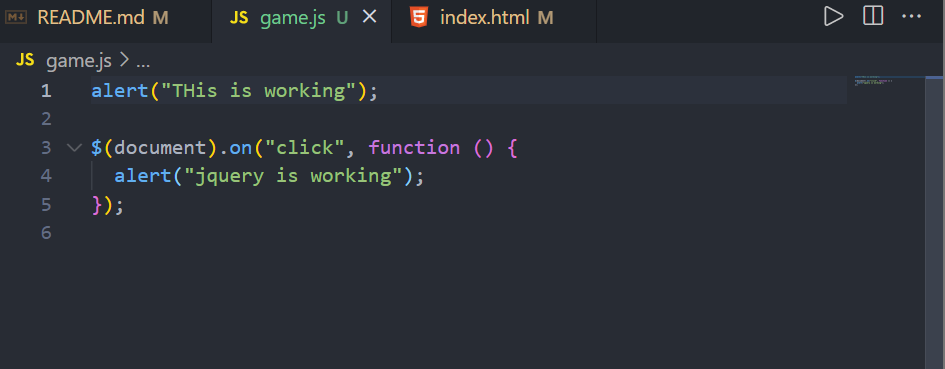 README.md M JS game.js U 5 index.html M
JS game.js > ...
1 alert("THis is working");
2
3 $(document).on("click", function () {
4 alert("jquery is working");
5 });
6